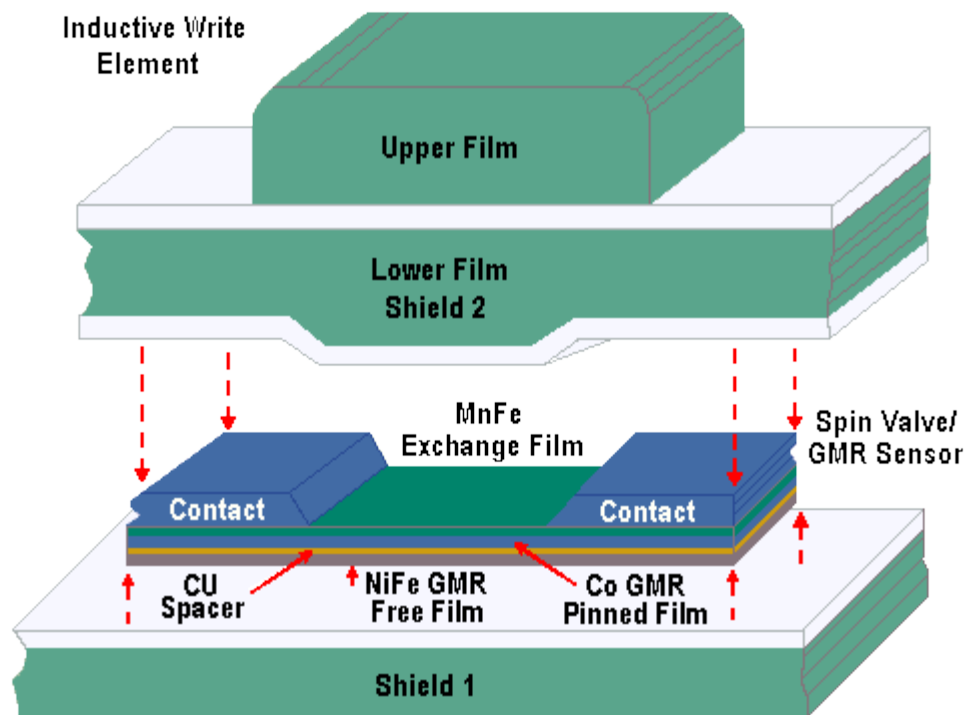 Inductive Write
Element
Upper Film
Lower Film
Shield 2
MnFe
Exchange Film
Spin Valve/
GMR Sensor
Contact
Contact
CU
Spacer
NiFe GMR
Free Film
Co GMR
Pinned Film
Shield 1